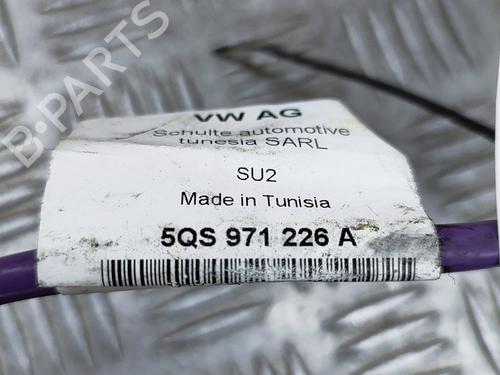 B-PARTS
VW AG
Schulte automotive
tunesia SARL
SU2
Made in Tunisia
5QS 971 226 A